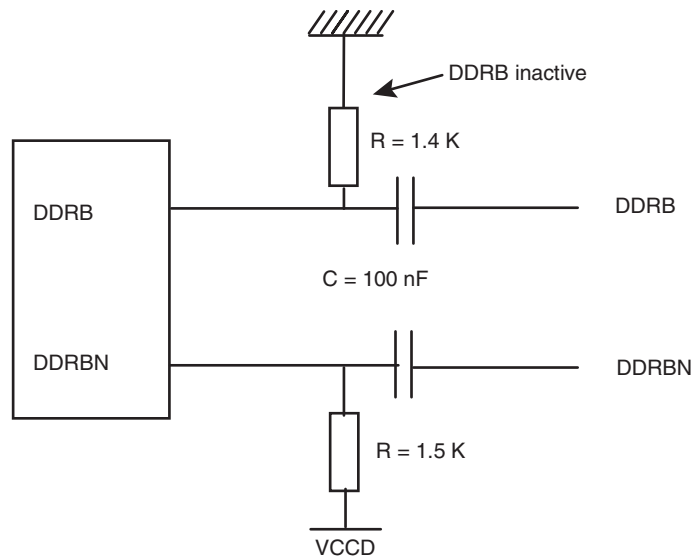 DDRB inactive
R = 1.4 K
DDRB
DDRB
C = 100 nF
DDRBN
DDRBN
R = 1.5 K
VCCD